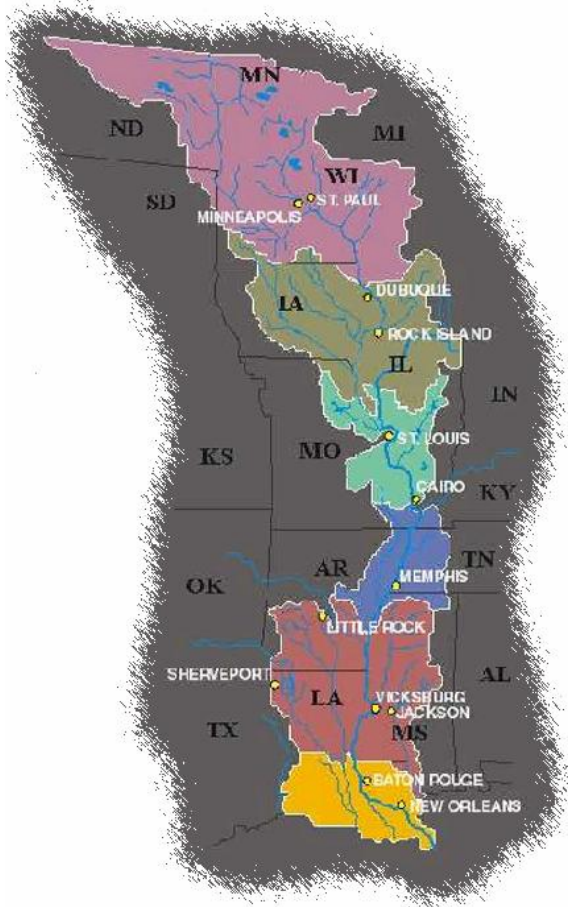 MN
ND
MI
SD
WI
ST. PAUL
MINNEAPOLIS
DUBUQUE
IA
ROCK ISLAND
IL
IN
ST. LOUIS
MO
KS
CAIRO
KY
TN
AR
MEMPHIS
OK
LITTLE ROCK
SHERVEPORT
AL
LA
VICKSBURG
JACKSON
TX
MS
BATON ROUGE
NEW ORLEANS